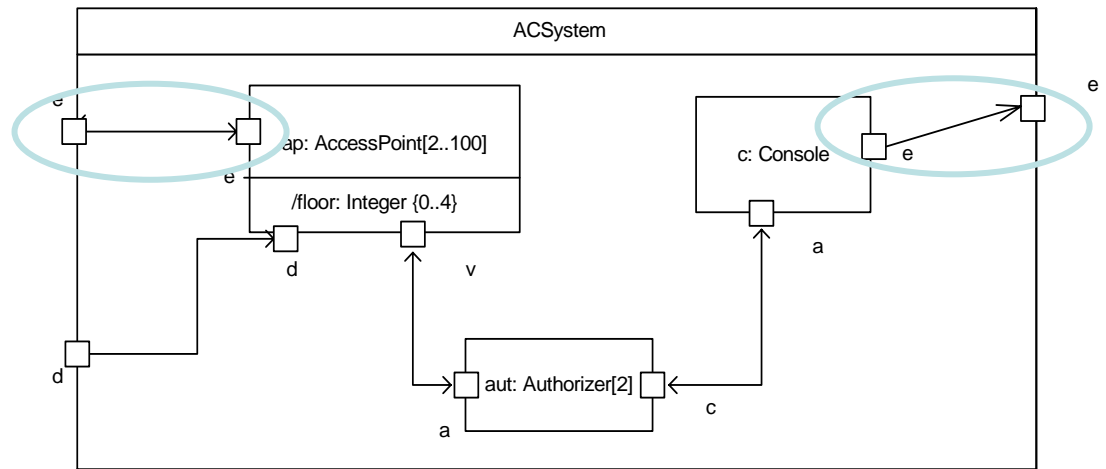 ACSystem
e
e
ap: AccessPoint[2..100]
c: Console
e
e
/floor: Integer {0..4}
d
v
a
d
aut: Authorizer[2]
c
a